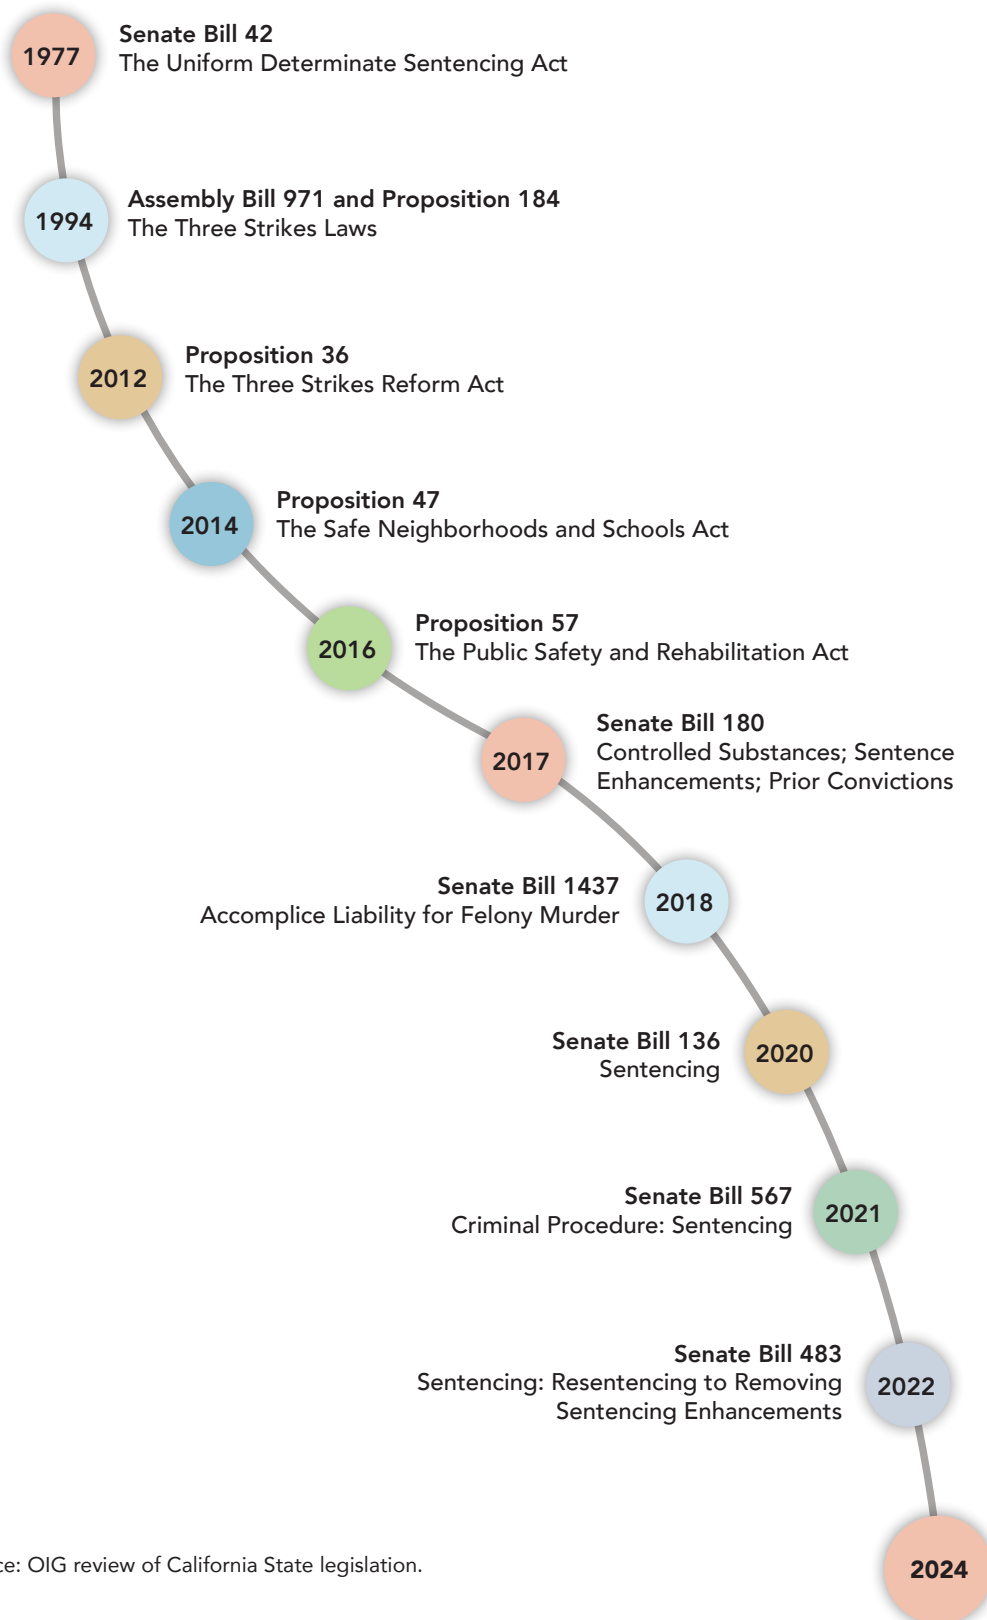 1977
Senate Bill 42
The Uniform Determinate Sentencing Act
1994
Assembly Bill 971 and Proposition 184
The Three Strikes Laws
2012
Proposition 36
The Three Strikes Reform Act
2014
Proposition 47
The Safe Neighborhoods and Schools Act
2016
Proposition 57
The Public Safety and Rehabilitation Act
2017
Senate Bill 180
Controlled Substances; Sentence
Enhancements; Prior Convictions
Senate Bill 1437
Accomplice Liability for Felony Murder
2018
Senate Bill 136
Sentencing
2020
Senate Bill 567
Criminal Procedure: Sentencing
2021
Senate Bill 483
Sentencing: Resentencing to Removing
Sentencing Enhancements
2022
ce: OIG review of California State legislation.
2024